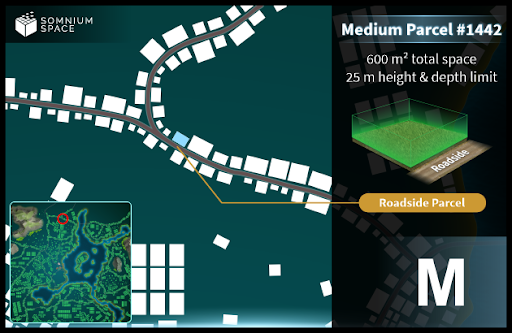 SOMNIUM
SPACE
Medium Parcel #1442
600 m² total space
25 m height & depth limit
Roadside
Roadside Parcel
M